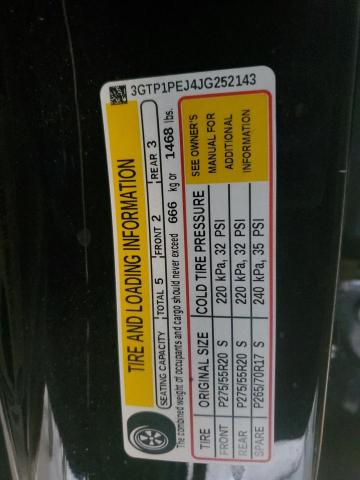 3GTP1PEJ4JG252143
TIRE AND LOADING INFORMATION
SEATING CAPACITY TOTAL 5 FRONT 2 REAR 3
The combined weight of occupants and cargo should never exceed 666 kg or 1468 lbs.
TIRE ORIGINAL SIZE COLD TIRE PRESSURE
FRONT P275/55R20 S 220 kPa, 32 PSI
REAR P275/55R20 S 220 kPa, 32 PSI
SPARE P265/70R17 S 240 kPa, 35 PSI
SEE OWNER'S
MANUAL FOR
ADDITIONAL
INFORMATION